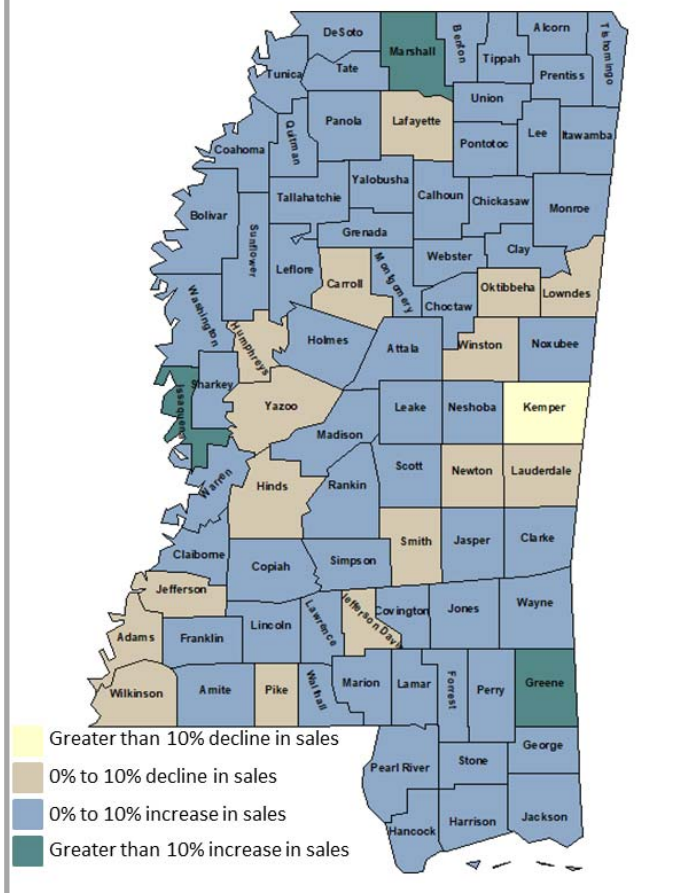 DeSoto
Marshall
Benton
Alcorn
Tishomingo
Tunica
Tate
Tippah
Prentiss
Union
Panola
Lafayette
Quitman
Coahoma
Pontotoc
Lee
Itawamba
Yalobusha
Tallahatchie
Calhoun
Chickasaw
Monroe
Bolivar
Sunflower
Grenada
Leflore
Webster
Clay
Carroll
Montgomery
Choctaw
Oktibbeha
Lowndes
Washington
Humphreys
Holmes
Attala
Winston
Noxubee
Sharkey
Issaquena
Yazoo
Leake
Neshoba
Kemper
Madison
Warren
Hinds
Rankin
Scott
Newton
Lauderdale
Claiborne
Copiah
Simpson
Smith
Jasper
Clarke
Jefferson
Adams
Franklin
Lincoln
Lawrence
Jefferson Davis
Covington
Jones
Wayne
Wilkinson
Amite
Pike
Walthall
Marion
Lamar
Forrest
Perry
Greene
George
Pearl River
Stone
Hancock
Harrison
Jackson
Greater than 10% decline in sales
0% to 10% decline in sales
0% to 10% increase in sales
Greater than 10% increase in sales